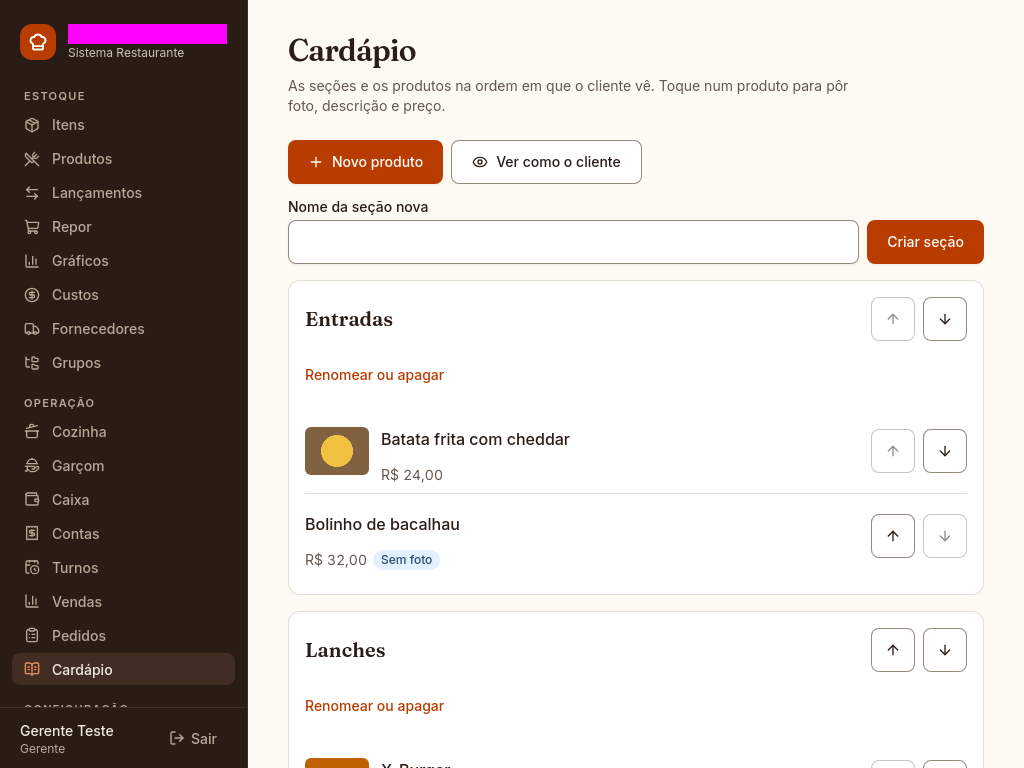 Sistema Restaurante
ESTOQUE
Itens
Produtos
Lançamentos
Repor
Gráficos
Custos
Fornecedores
Grupos
OPERAÇÃO
Cozinha
Garçom
Caixa
Contas
Turnos
Vendas
Pedidos
Cardápio
Gerente Teste
Gerente
Sair
Cardápio
As seções e os produtos na ordem em que o cliente vê. Toque num produto para pôr
foto, descrição e preço.
Novo produto
Ver como o cliente
Nome da seção nova
Criar seção
Entradas
Renomear ou apagar
Batata frita com cheddar
R$ 24,00
Bolinho de bacalhau
R$ 32,00 Sem foto
Lanches
Renomear ou apagar